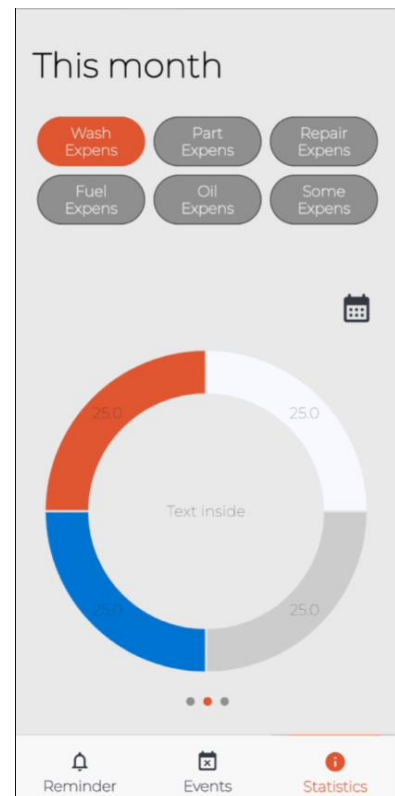 This month
Wash
Expens
Part
Expens
Repair
Expens
Fuel
Expens
Oil
Expens
Some
Expens
25.0
25.0
Text inside
25.0
25.0
Reminder
Events
Statistics